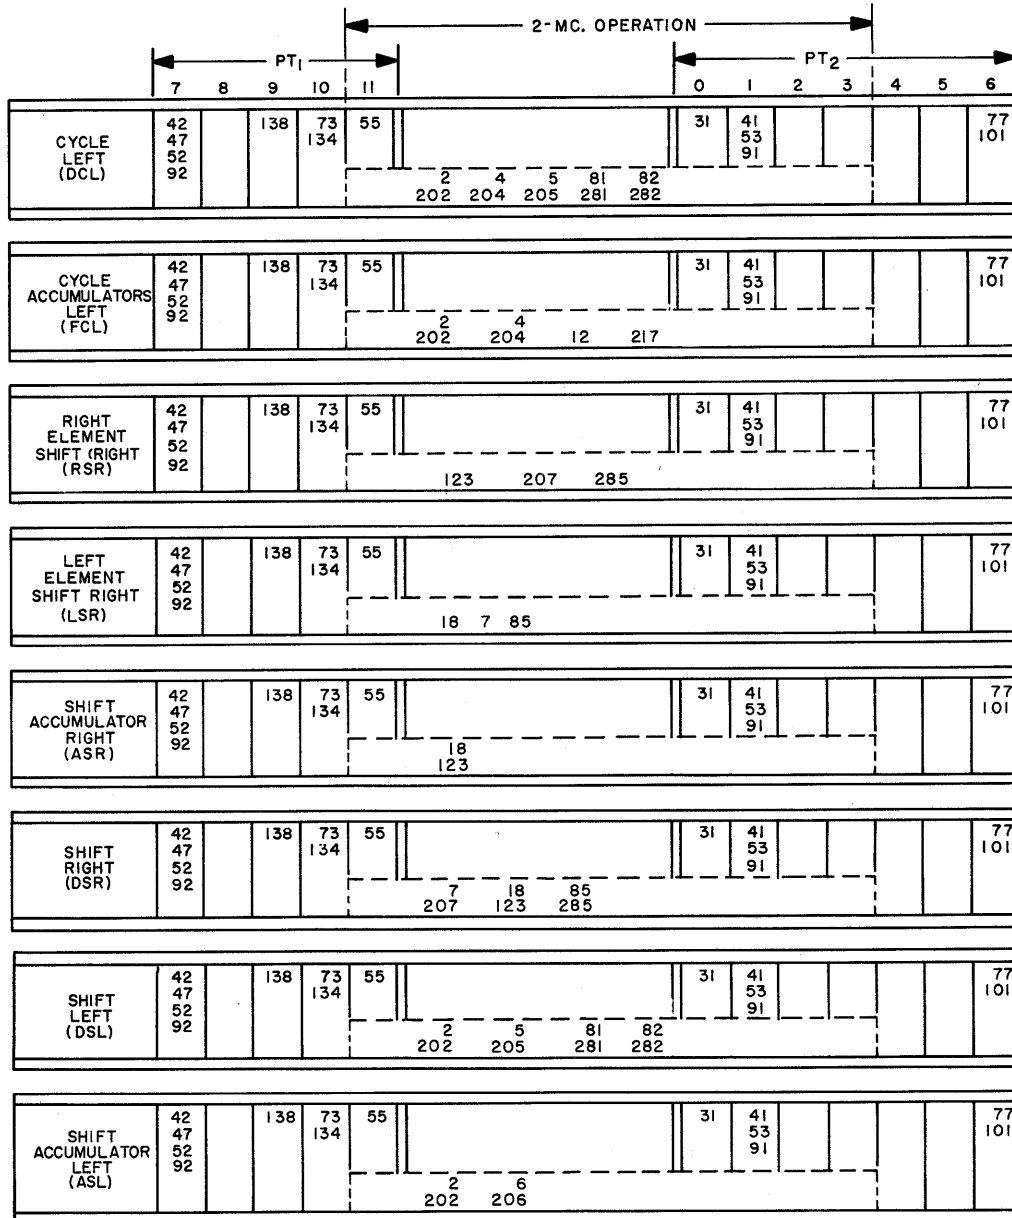 2-MC. OPERATION
PT1 PT2
7 8 9 10 11 0 1 2 3 4 5 6
CYCLE LEFT (DCL)
42 138 73 55 31 41 77
47 134 53 101
52 91
92
2 4 5 81 82
202 204 205 281 282
CYCLE ACCUMULATORS LEFT (FCL)
42 138 73 55 31 41 77
47 134 53 101
52 91
92
2 4
202 204 12 217
RIGHT ELEMENT SHIFT (RIGHT (RSR)
42 138 73 55 31 41 77
47 134 53 101
52 91
92
123 207 285
LEFT ELEMENT SHIFT RIGHT (LSR)
42 138 73 55 31 41 77
47 134 53 101
52 91
92
18 7 85
SHIFT ACCUMULATOR RIGHT (ASR)
42 138 73 55 31 41 77
47 134 53 101
52 91
92
18
123
SHIFT RIGHT (DSR)
42 138 73 55 31 41 77
47 134 53 101
52 91
92
7 18 85
207 123 285
SHIFT LEFT (DSL)
42 138 73 55 31 41 77
47 134 53 101
52 91
92
2 5 81 82
202 205 281 282
SHIFT ACCUMULATOR LEFT (ASL)
42 138 73 55 31 41 77
47 134 53 101
52 91
92
2 6
202 206